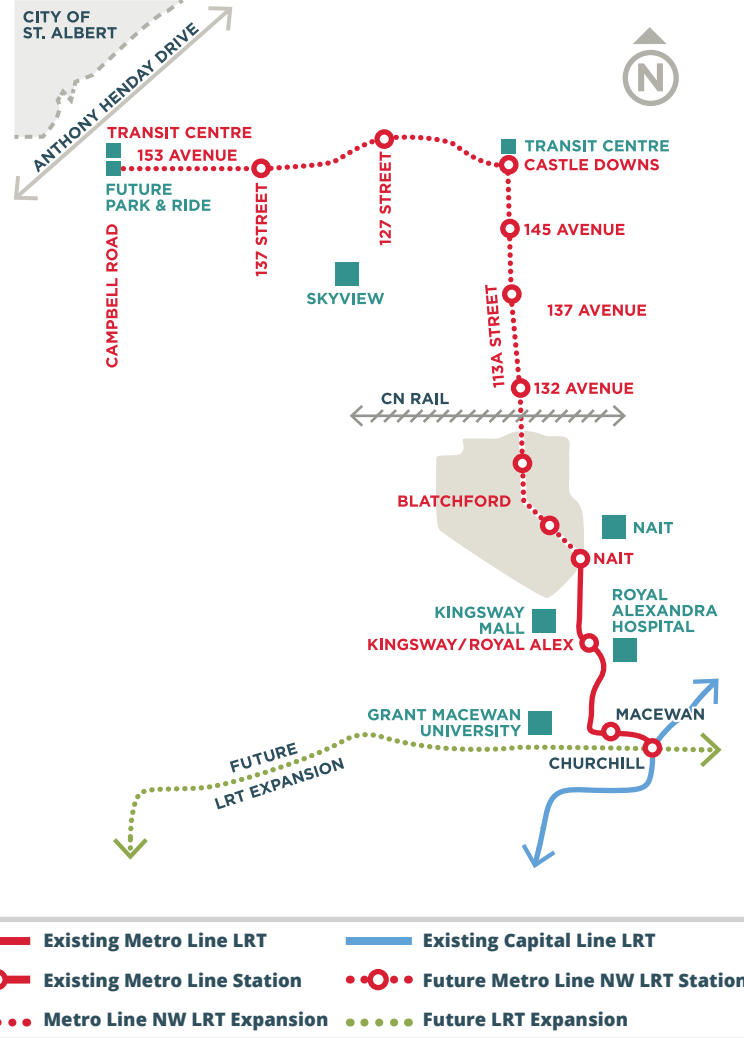 CITY OF
ST. ALBERT
ANTHONY HENDAY DRIVE
N
TRANSIT CENTRE
153 AVENUE
FUTURE
PARK & RIDE
CAMPBELL ROAD
137 STREET
127 STREET
TRANSIT CENTRE
CASTLE DOWNS
145 AVENUE
SKYVIEW
137 AVENUE
113A STREET
132 AVENUE
CN RAIL
BLATCHFORD
NAIT
NAIT
ROYAL
ALEXANDRA
HOSPITAL
KINGSWAY
MALL
KINGSWAY/ROYAL ALEX
GRANT MACEWAN
UNIVERSITY
MACEWAN
CHURCHILL
FUTURE
LRT EXPANSION
Existing Metro Line LRT
Existing Capital Line LRT
Existing Metro Line Station
Future Metro Line NW LRT Station
Metro Line NW LRT Expansion
Future LRT Expansion